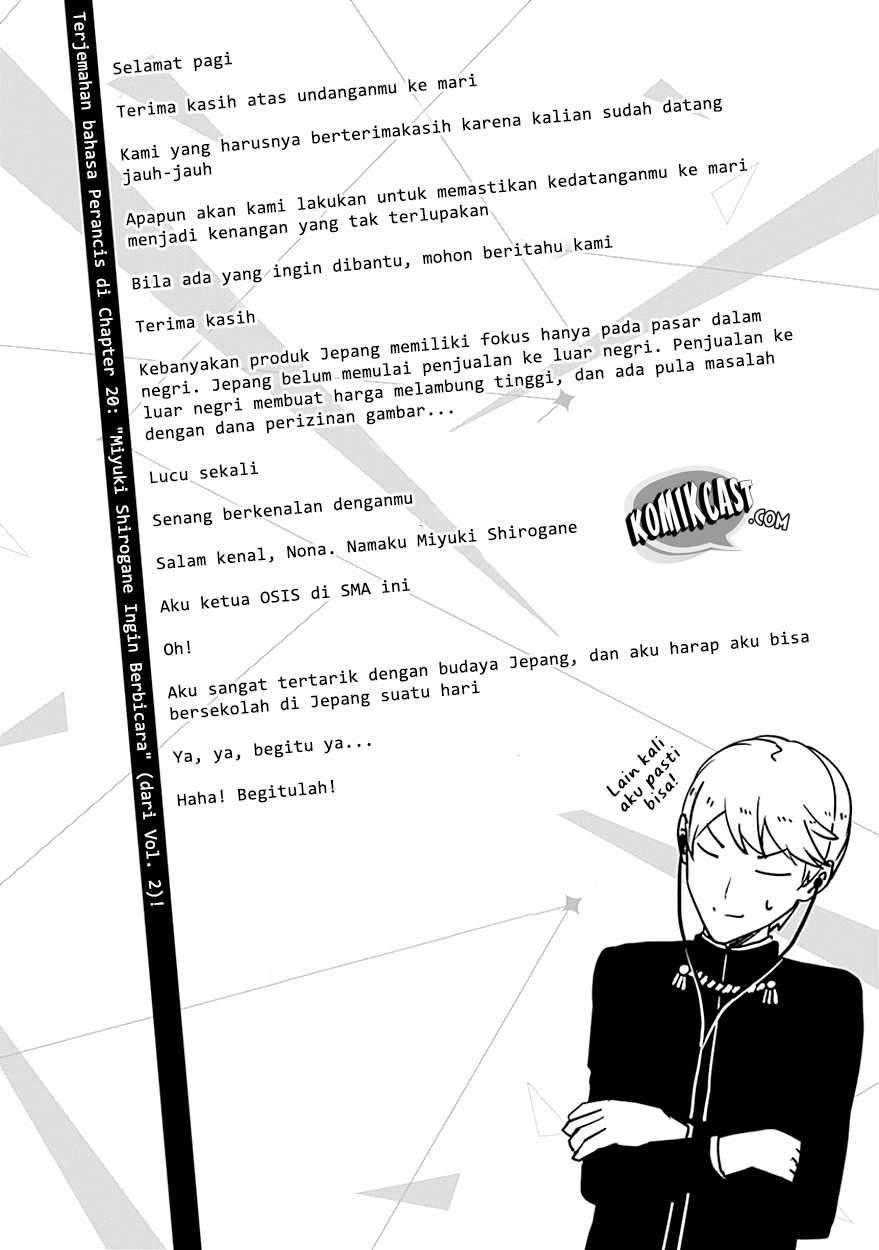 Terjemahan bahasa Perancis di Chapter 20: "Miyuki Shirogane Ingin Berbicara" (dari Vol. 2)!
Selamat pagi
Terima kasih atas undanganmu ke mari
Kami yang harusnya berterimakasih karena kalian sudah datang
jauh-jauh
Apapun akan kami lakukan untuk memastikan kedatanganmu ke mari
menjadi kenangan yang tak terlupakan
Bila ada yang ingin dibantu, mohon beritahu kami
Terima kasih
Kebanyakan produk Jepang memiliki fokus hanya pada pasar dalam
negri. Jepang belum memulai penjualan ke luar negri. Penjualan ke
luar negri membuat harga melambung tinggi, dan ada pula masalah
dengan dana perizinan gambar...
Lucu sekali
Senang berkenalan denganmu
Salam kenal, Nona. Namaku Miyuki Shirogane
Aku ketua OSIS di SMA ini
Oh!
Aku sangat tertarik dengan budaya Jepang, dan aku harap aku bisa
bersekolah di Jepang suatu hari
Ya, ya, begitu ya...
Haha! Begitulah!
KOMIKCAST
.COM
Lain kali
aku pasti
bisa!